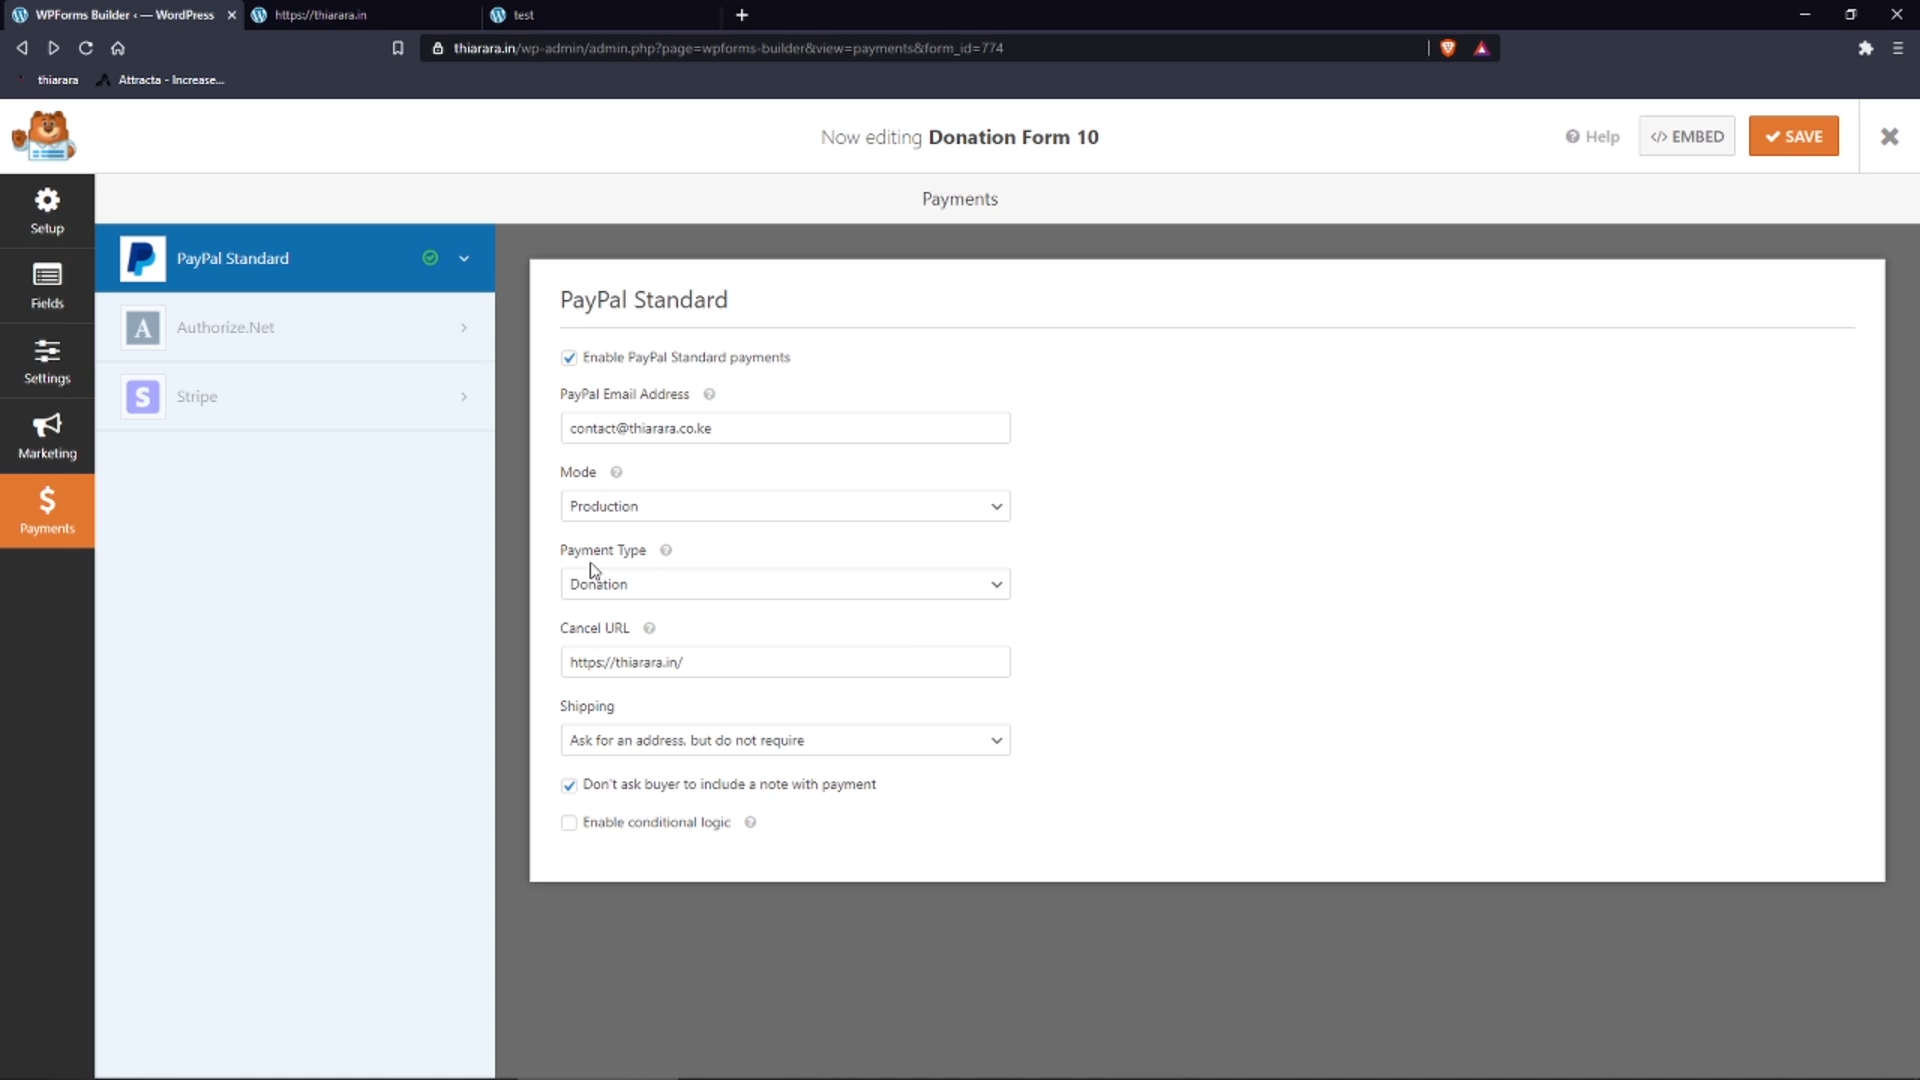 WPForms Builder ‹ — WordPress
https://thiarara.in
test
thiarara.in/wp-admin/admin.php?page=wpforms-builder&view=payments&form_id=774
thiarara
Attracta - Increase...
Now editing Donation Form 10
Help
</> EMBED
SAVE
Payments
Setup
Fields
Settings
Marketing
$
Payments
PayPal Standard
A
Authorize.Net
S
Stripe
PayPal Standard
Enable PayPal Standard payments
PayPal Email Address
contact@thiarara.co.ke
Mode
Production
Payment Type
Donation
Cancel URL
https://thiarara.in/
Shipping
Ask for an address, but do not require
Don't ask buyer to include a note with payment
Enable conditional logic